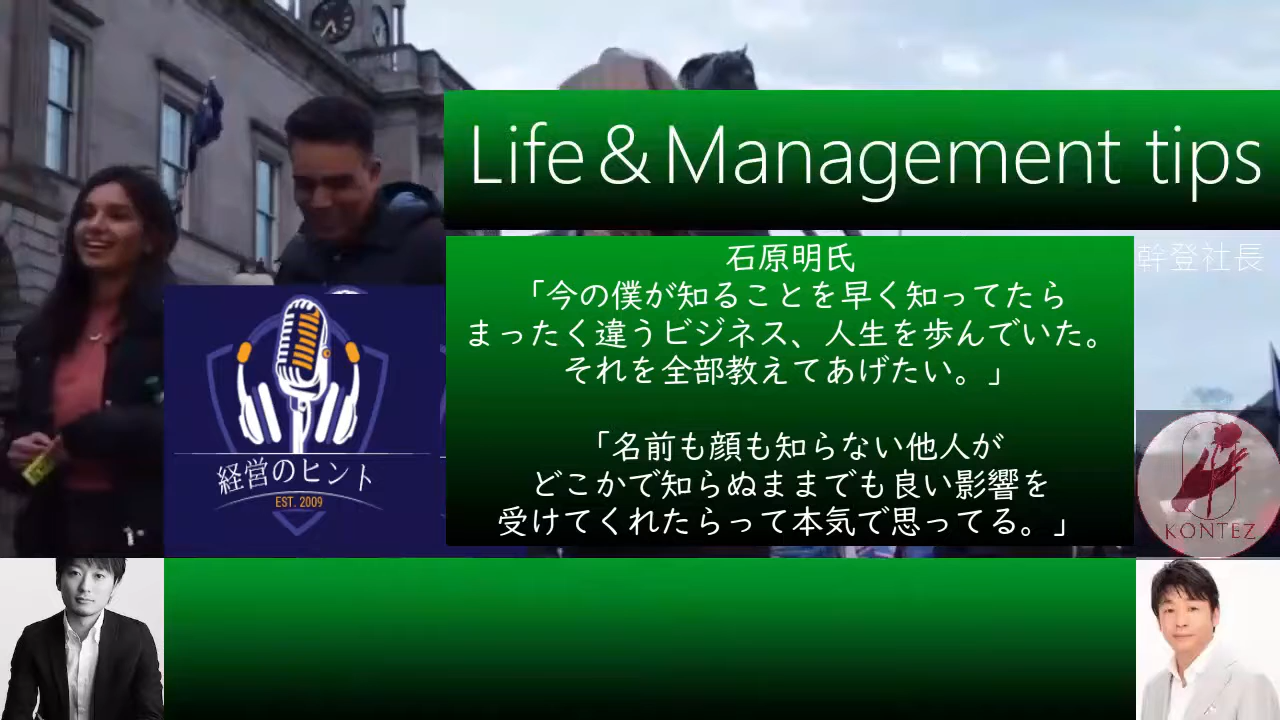 Life＆Management tips
石原明氏
「今の僕が知ることを早く知ってたら
まったく違うビジネス、人生を歩んでいた。
それを全部教えてあげたい。」
「名前も顔も知らない他人が
どこかで知らぬままでも良い影響を
受けてくれたらって本気で思ってる。」
幹登社長
経営のヒント
EST. 2009
KONTEZ